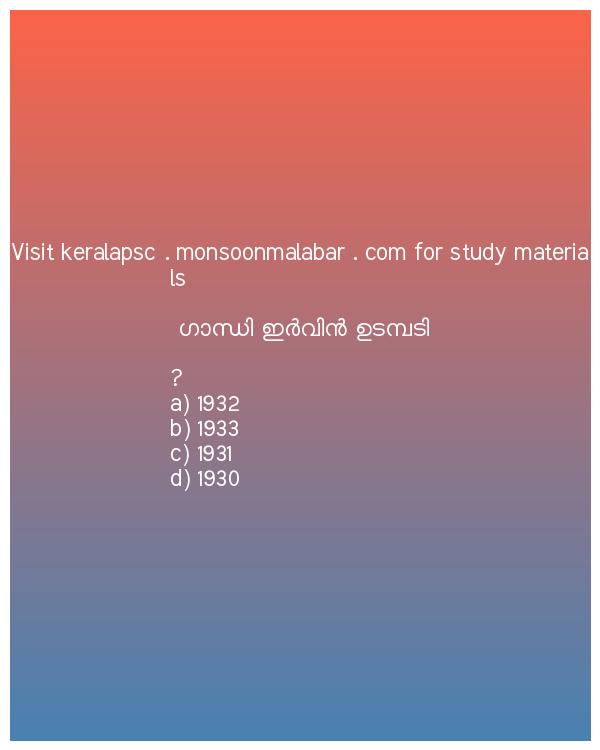 Visit keralapsc . monsoonmalabar . com for study materia
ls
ഗാന്ധി ഇർവിൻ ഉടമ്പടി
?
a) 1932
b) 1933
c) 1931
d) 1930